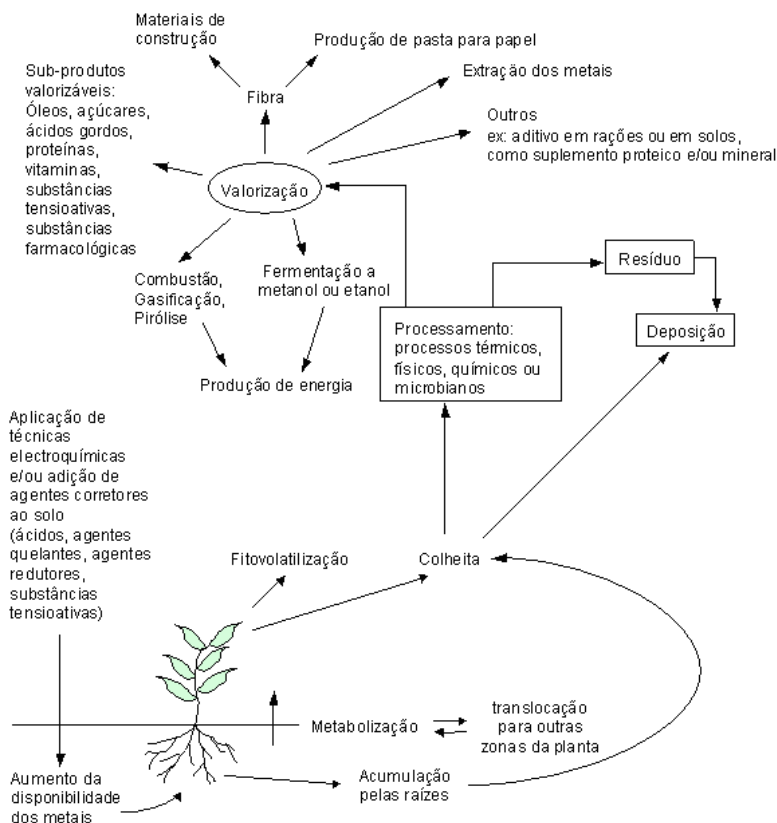 Materiais de
construção
Produção de pasta para papel
Sub-produtos
valorizáveis:
Óleos, açúcares,
ácidos gordos,
proteínas,
vitaminas,
substâncias
tensioativas,
substâncias
farmacológicas
Fibra
Extração dos metais
Outros
ex: aditivo em rações ou em solos,
como suplemento proteico e/ou mineral
Valorização
Combustão,
Gasificação,
Pirólise
Fermentação a
metanol ou etanol
Produção de energia
Processamento:
processos térmicos,
físicos, químicos ou
microbianos
Resíduo
Deposição
Aplicação de
técnicas
electroquímicas
e/ou adição de
agentes corretores
ao solo
(ácidos, agentes
quelantes, agentes
redutores,
substâncias
tensioativas)
Fitovolatilização
Colheita
Metabolização
translocação
para outras
zonas da planta
Aumento da
disponibilidade
dos metais
Acumulação
pelas raízes